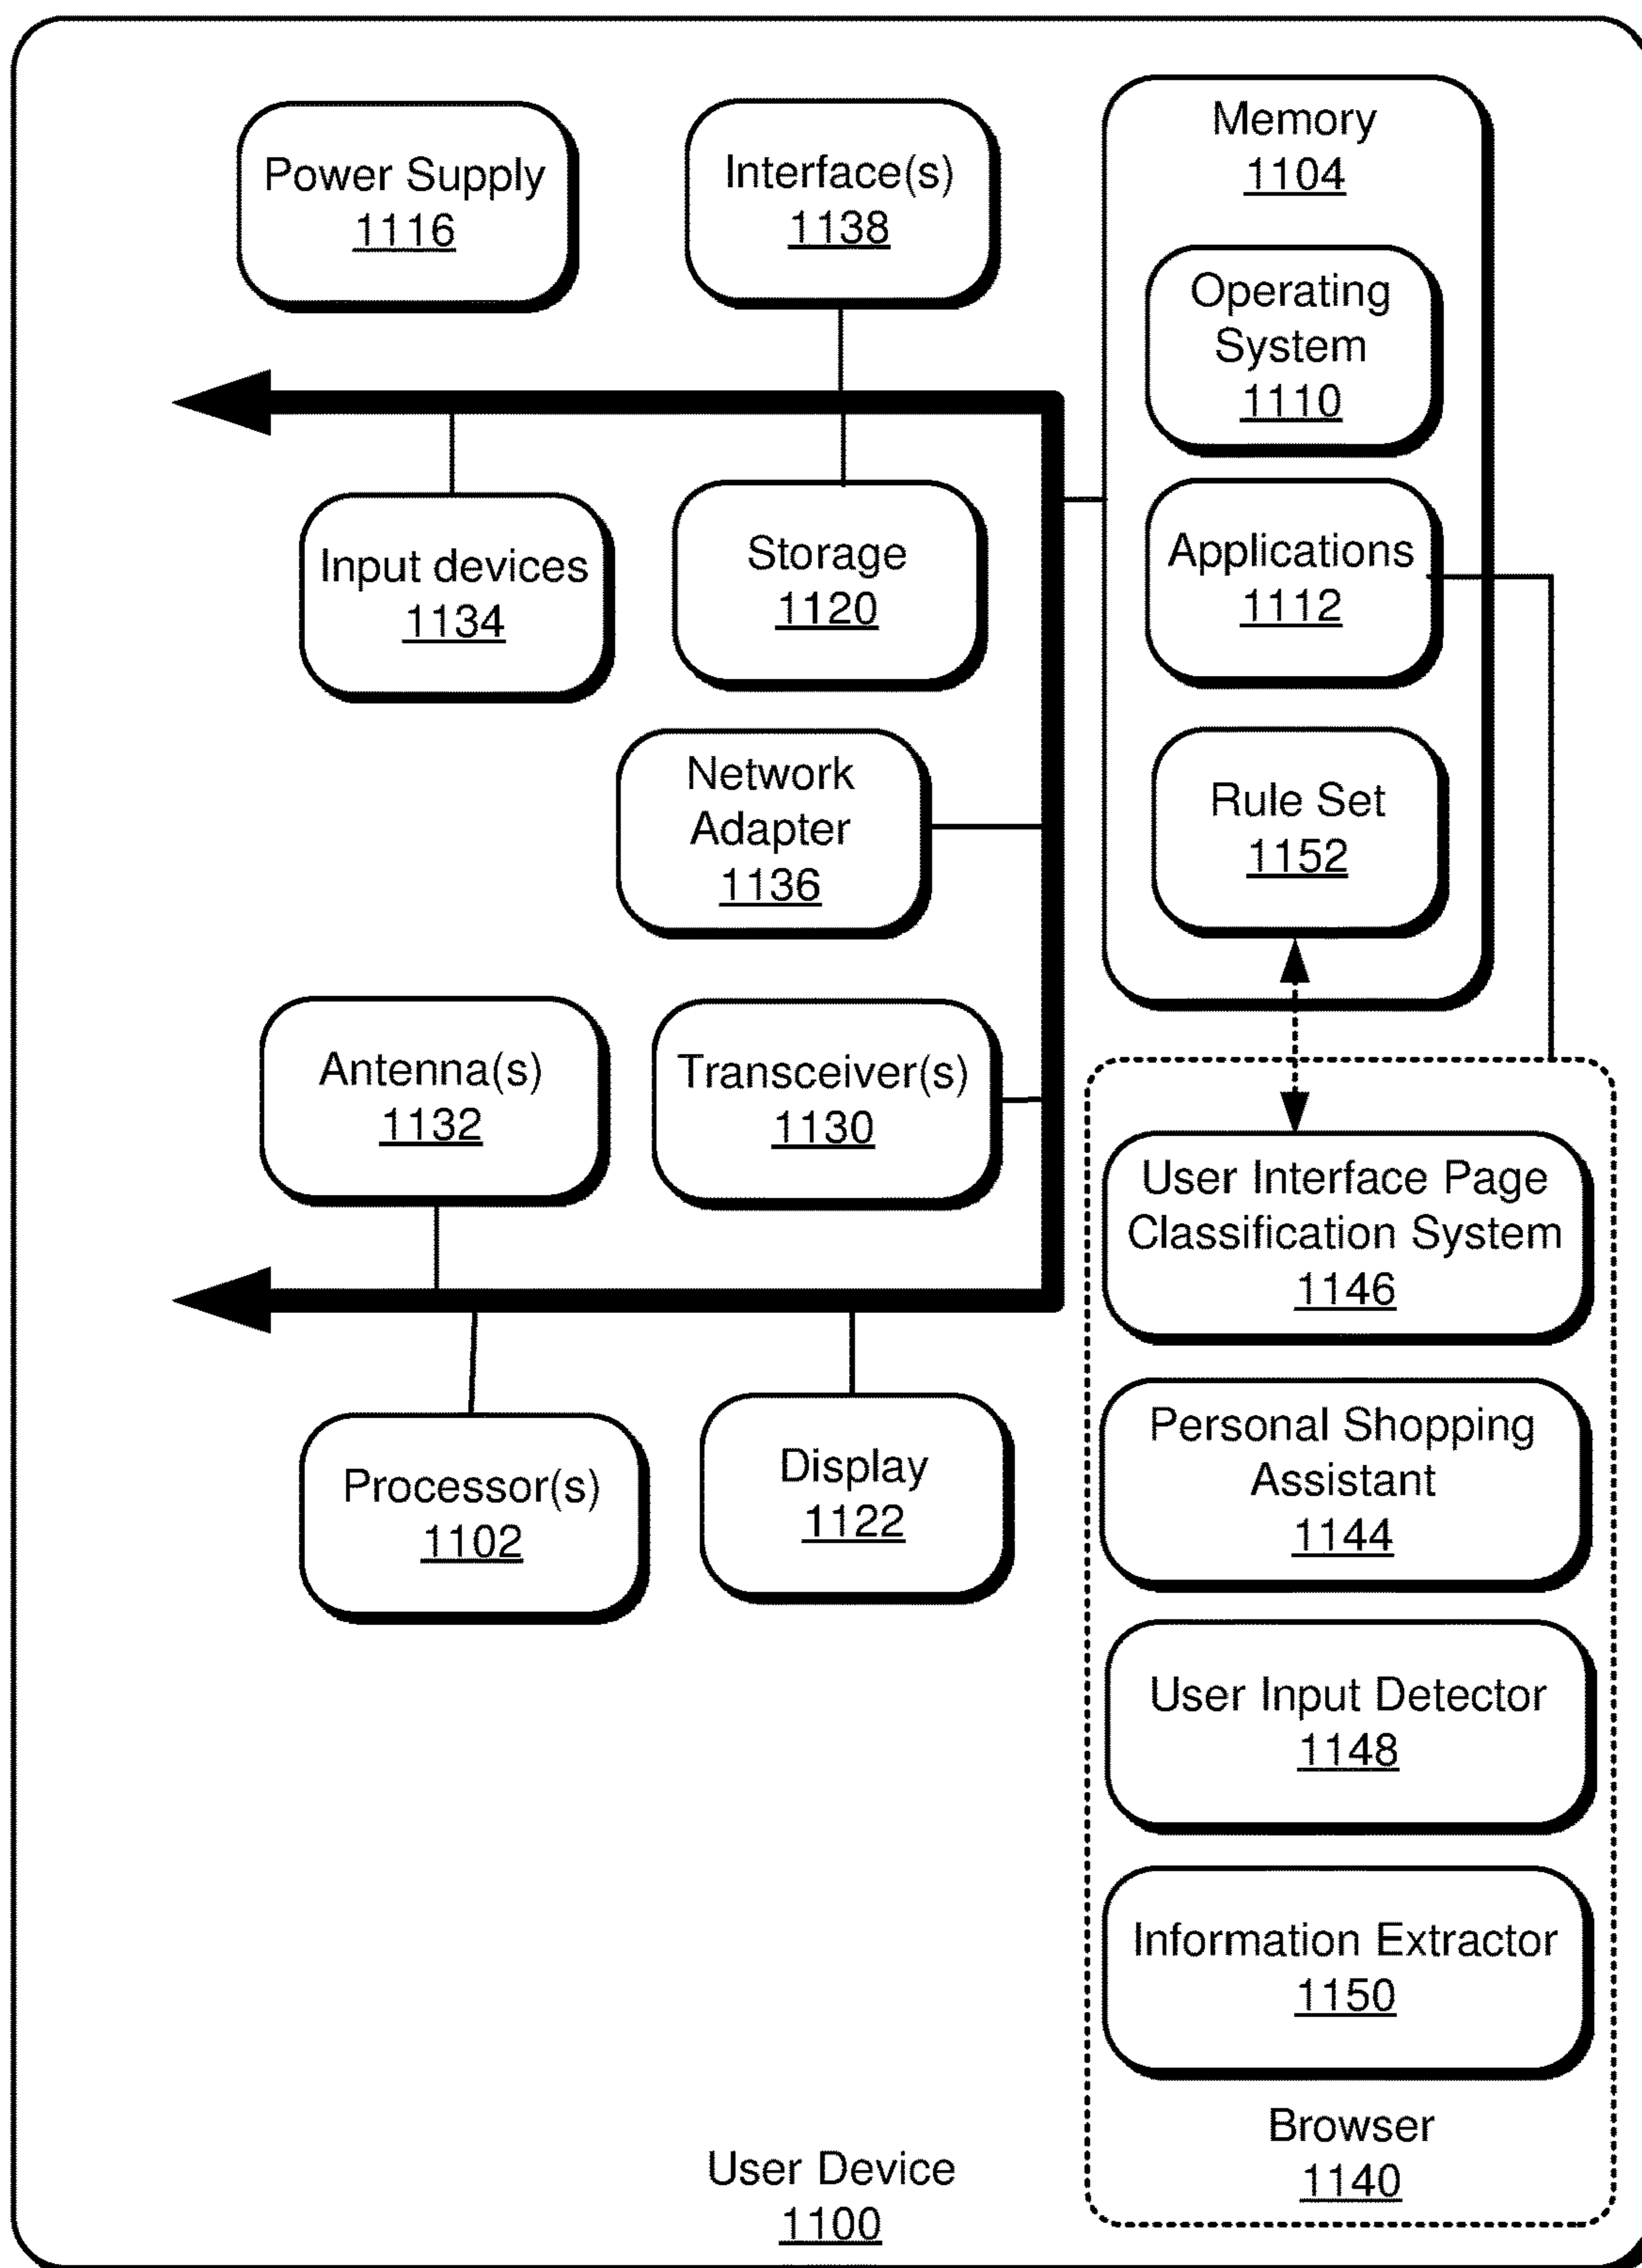 Power Supply
1116
Interface(s)
1138
Memory
1104
Operating
System
1110
Input devices
1134
Storage
1120
Applications
1112
Network
Adapter
1136
Rule Set
1152
Antenna(s)
1132
Transceiver(s)
1130
User Interface Page
Classification System
1146
Processor(s)
1102
Display
1122
Personal Shopping
Assistant
1144
User Input Detector
1148
Information Extractor
1150
Browser
1140
User Device
1100